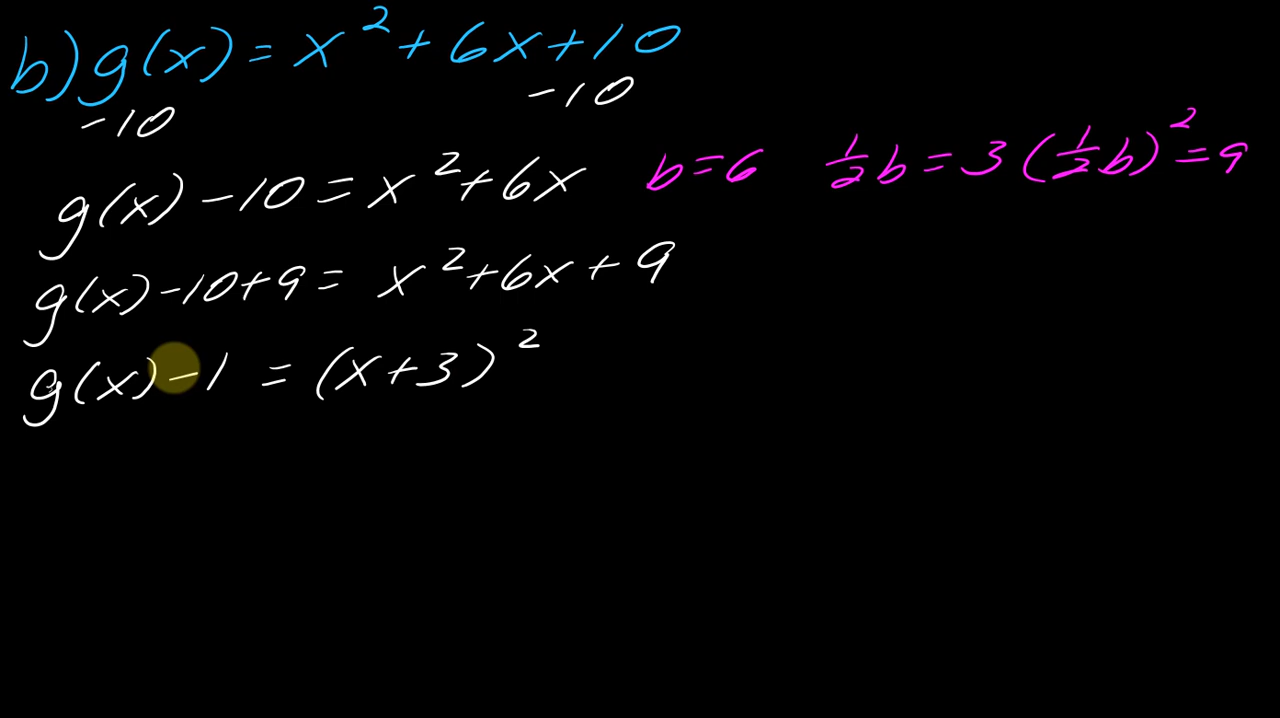 b) g(x) = x² + 6x + 10
-10 -10
g(x) - 10 = x² + 6x
b = 6 ½b = 3 (½b)² = 9
g(x) - 10 + 9 = x² + 6x + 9
g(x) - 1 = (x + 3)²